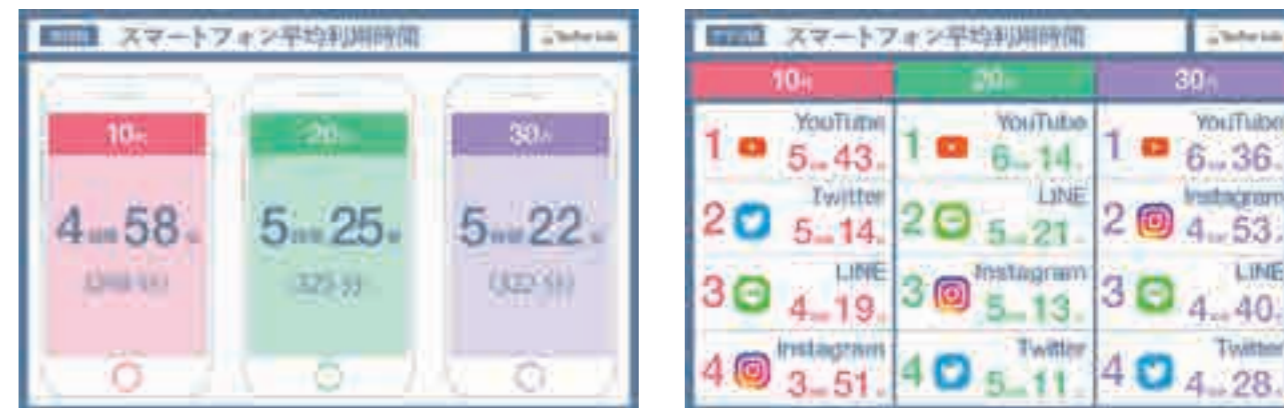 スマートフォン平均利用時間
10代
4時間58分
20代
5時間25分
(325分)
30代
5時間22分
(322分)
スマートフォン平均利用時間
10代
20代
30代
1 YouTube
5時間43分
1 YouTube
6時間14分
1 YouTube
6時間36分
2 Twitter
5時間14分
2 LINE
5時間21分
2 Instagram
4時間53分
3 LINE
4時間19分
3 Instagram
5時間13分
3 LINE
4時間40分
4 Instagram
3時間51分
4 Twitter
5時間11分
4 Twitter
4時間28分